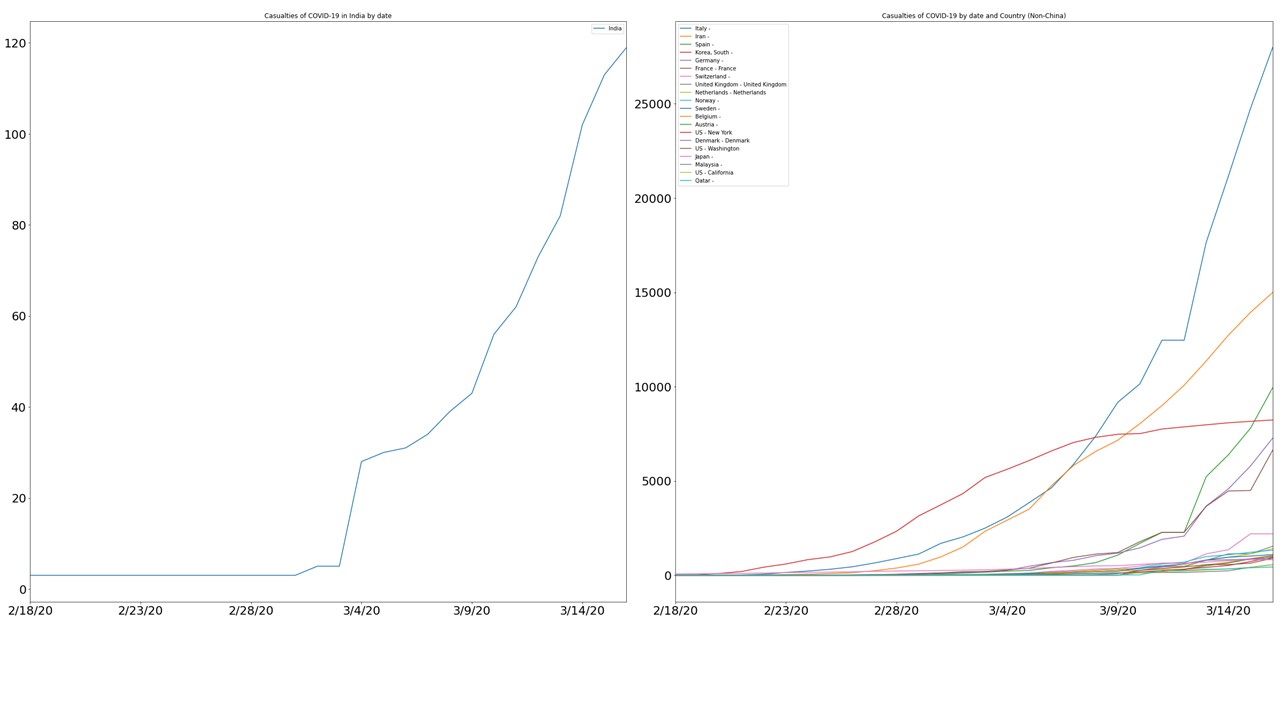 Casualties of COVID-19 in India by date
India
120
100
80
60
40
20
0
2/18/20 2/23/20 2/28/20 3/4/20 3/9/20 3/14/20
Casualties of COVID-19 by date and Country (Non-China)
Italy -
Iran -
Spain -
Korea, South -
Germany -
France - France
Switzerland -
United Kingdom - United Kingdom
Netherlands - Netherlands
Norway -
Sweden -
Belgium -
Austria -
US - New York
Denmark - Denmark
US - Washington
Japan -
Malaysia -
US - California
Qatar -
25000
20000
15000
10000
5000
0
2/18/20 2/23/20 2/28/20 3/4/20 3/9/20 3/14/20